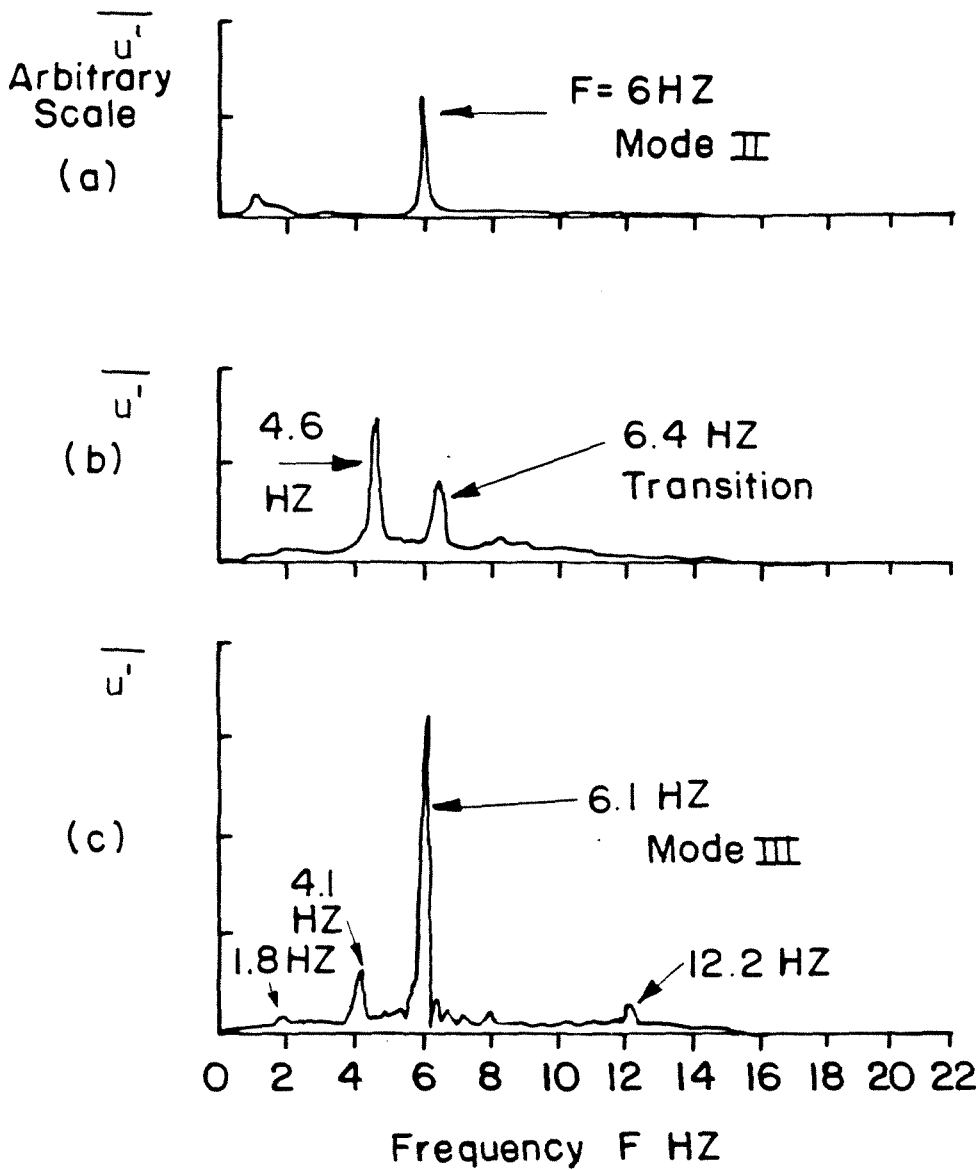 u'
Arbitrary
Scale
(a)
F= 6HZ
Mode II
u'
(b)
4.6
HZ
6.4 HZ
Transition
u'
(c)
6.1 HZ
Mode III
4.1
HZ
1.8HZ
12.2 HZ
0 2 4 6 8 10 12 14 16 18 20 22
Frequency F HZ